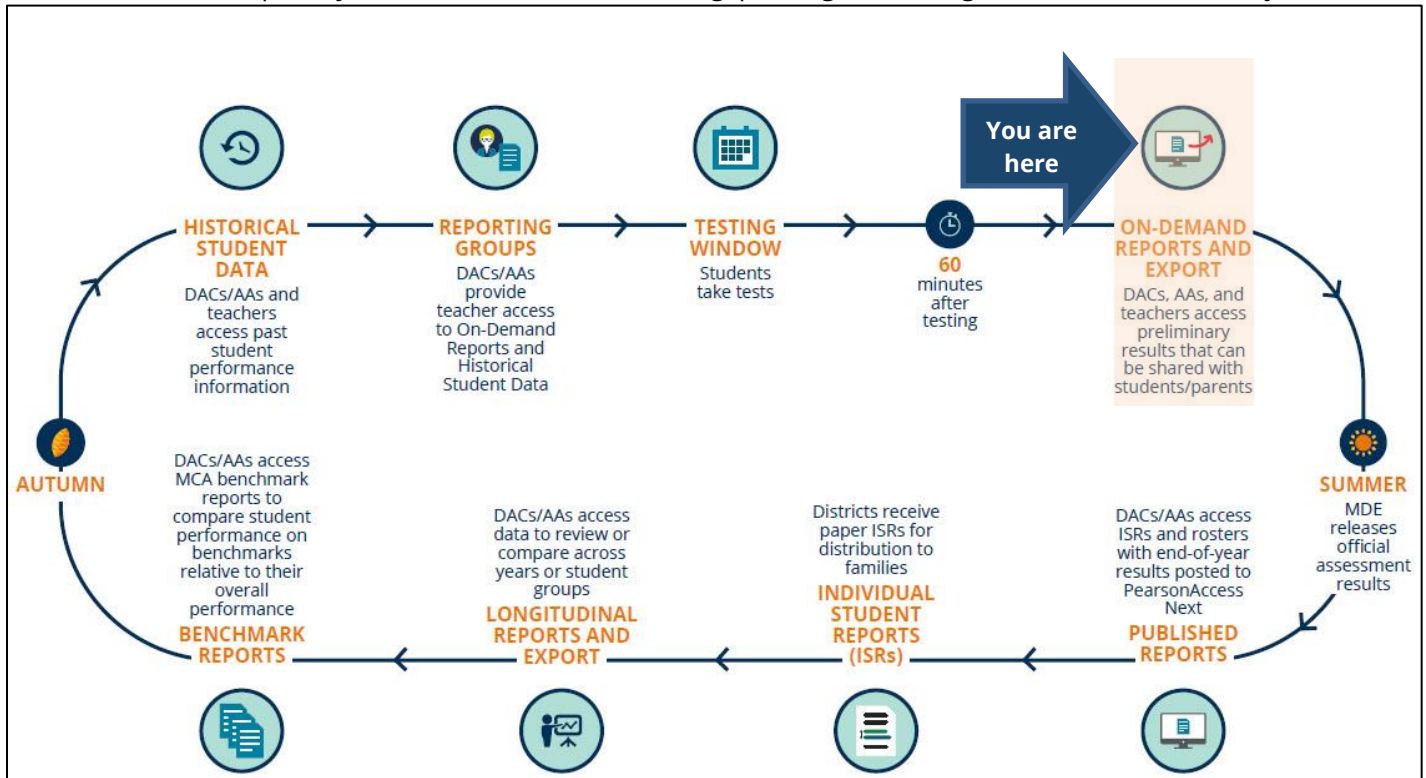 You are
here
HISTORICAL
STUDENT
DATA
DACs/AAs and
teachers
access past
student
performance
information
REPORTING
GROUPS
DACs/AAs
provide
teacher access
to On-Demand
Reports and
Historical
Student Data
TESTING
WINDOW
Students
take tests
60
minutes
after
testing
ON-DEMAND
REPORTS AND
EXPORT
DACs, AAs, and
teachers access
preliminary
results that can
be shared with
students/parents
AUTUMN
DACs/AAs access
MCA benchmark
reports to
compare student
performance on
benchmarks
relative to their
overall
performance
BENCHMARK
REPORTS
DACs/AAs access
data to review or
compare across
years or student
groups
LONGITUDINAL
REPORTS AND
EXPORT
Districts receive
paper ISRs for
distribution to
families
INDIVIDUAL
STUDENT
REPORTS
(ISRs)
DACs/AAs access
ISRs and rosters
with end-of-year
results posted to
PearsonAccess
Next
PUBLISHED
REPORTS
SUMMER
MDE
releases
official
assessment
results